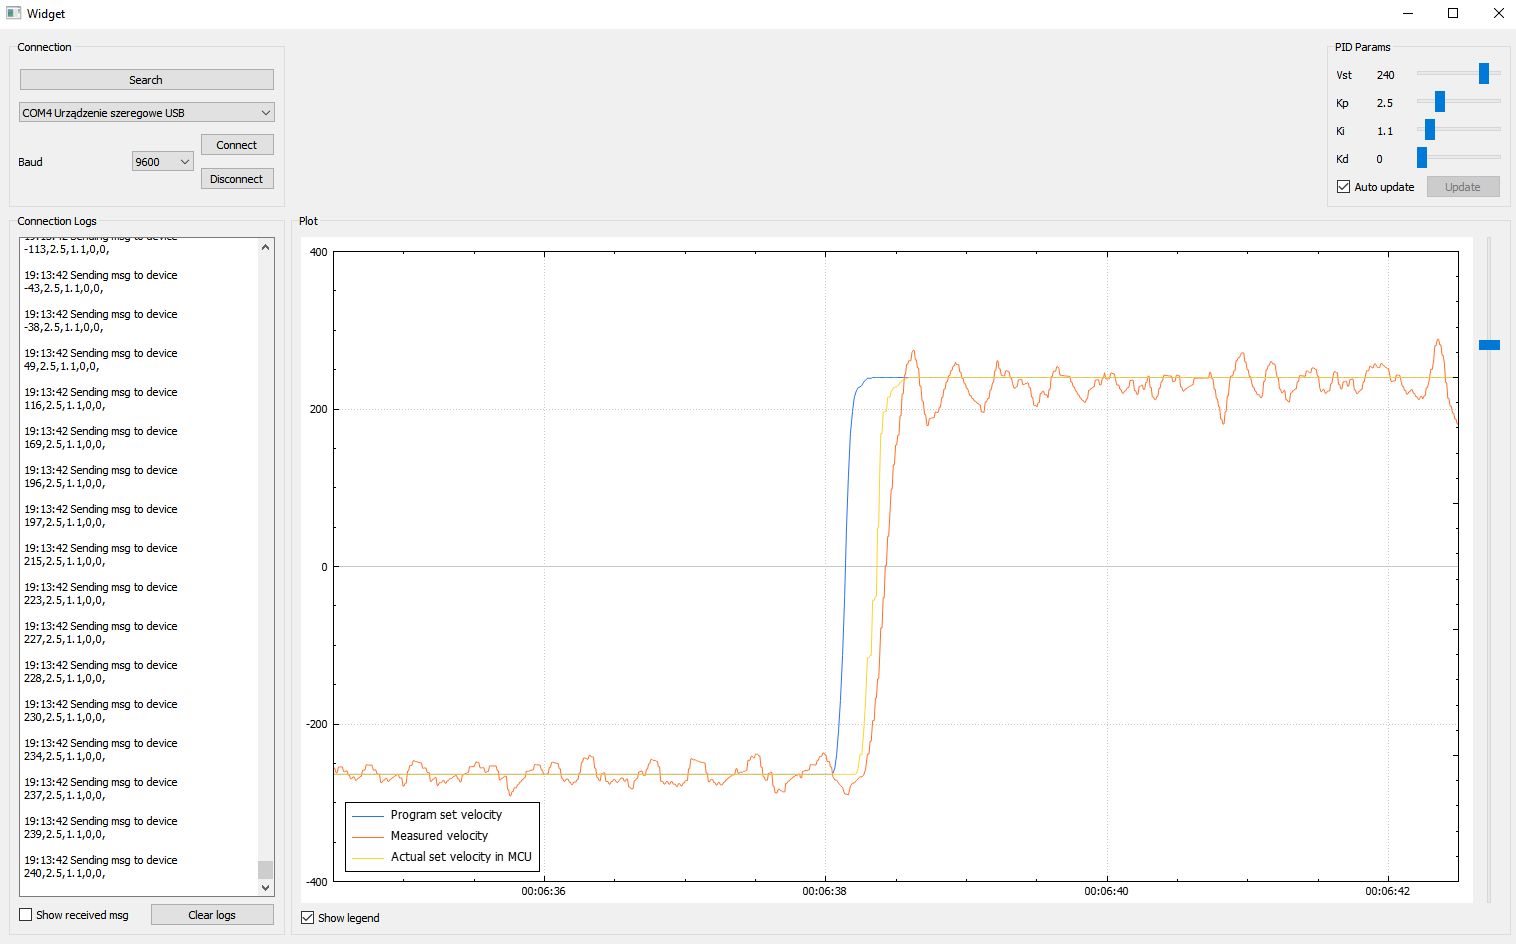 Widget
Connection
Search
COM4 Urządzenie szeregowe USB
Connect
Baud
9600
Disconnect
PID Params
Vst 240
Kp 2.5
Ki 1.1
Kd 0
Auto update
Update
Connection Logs
19:13:42 Sending msg to device
-113,2.5,1.1,0,0,
19:13:42 Sending msg to device
-43,2.5,1.1,0,0,
19:13:42 Sending msg to device
-38,2.5,1.1,0,0,
19:13:42 Sending msg to device
49,2.5,1.1,0,0,
19:13:42 Sending msg to device
116,2.5,1.1,0,0,
19:13:42 Sending msg to device
169,2.5,1.1,0,0,
19:13:42 Sending msg to device
196,2.5,1.1,0,0,
19:13:42 Sending msg to device
197,2.5,1.1,0,0,
19:13:42 Sending msg to device
215,2.5,1.1,0,0,
19:13:42 Sending msg to device
223,2.5,1.1,0,0,
19:13:42 Sending msg to device
227,2.5,1.1,0,0,
19:13:42 Sending msg to device
228,2.5,1.1,0,0,
19:13:42 Sending msg to device
230,2.5,1.1,0,0,
19:13:42 Sending msg to device
234,2.5,1.1,0,0,
19:13:42 Sending msg to device
237,2.5,1.1,0,0,
19:13:42 Sending msg to device
239,2.5,1.1,0,0,
19:13:42 Sending msg to device
240,2.5,1.1,0,0,
Show received msg
Clear logs
Plot
400
200
0
-200
-400
Program set velocity
Measured velocity
Actual set velocity in MCU
00:06:36
00:06:38
00:06:40
00:06:42
Show legend